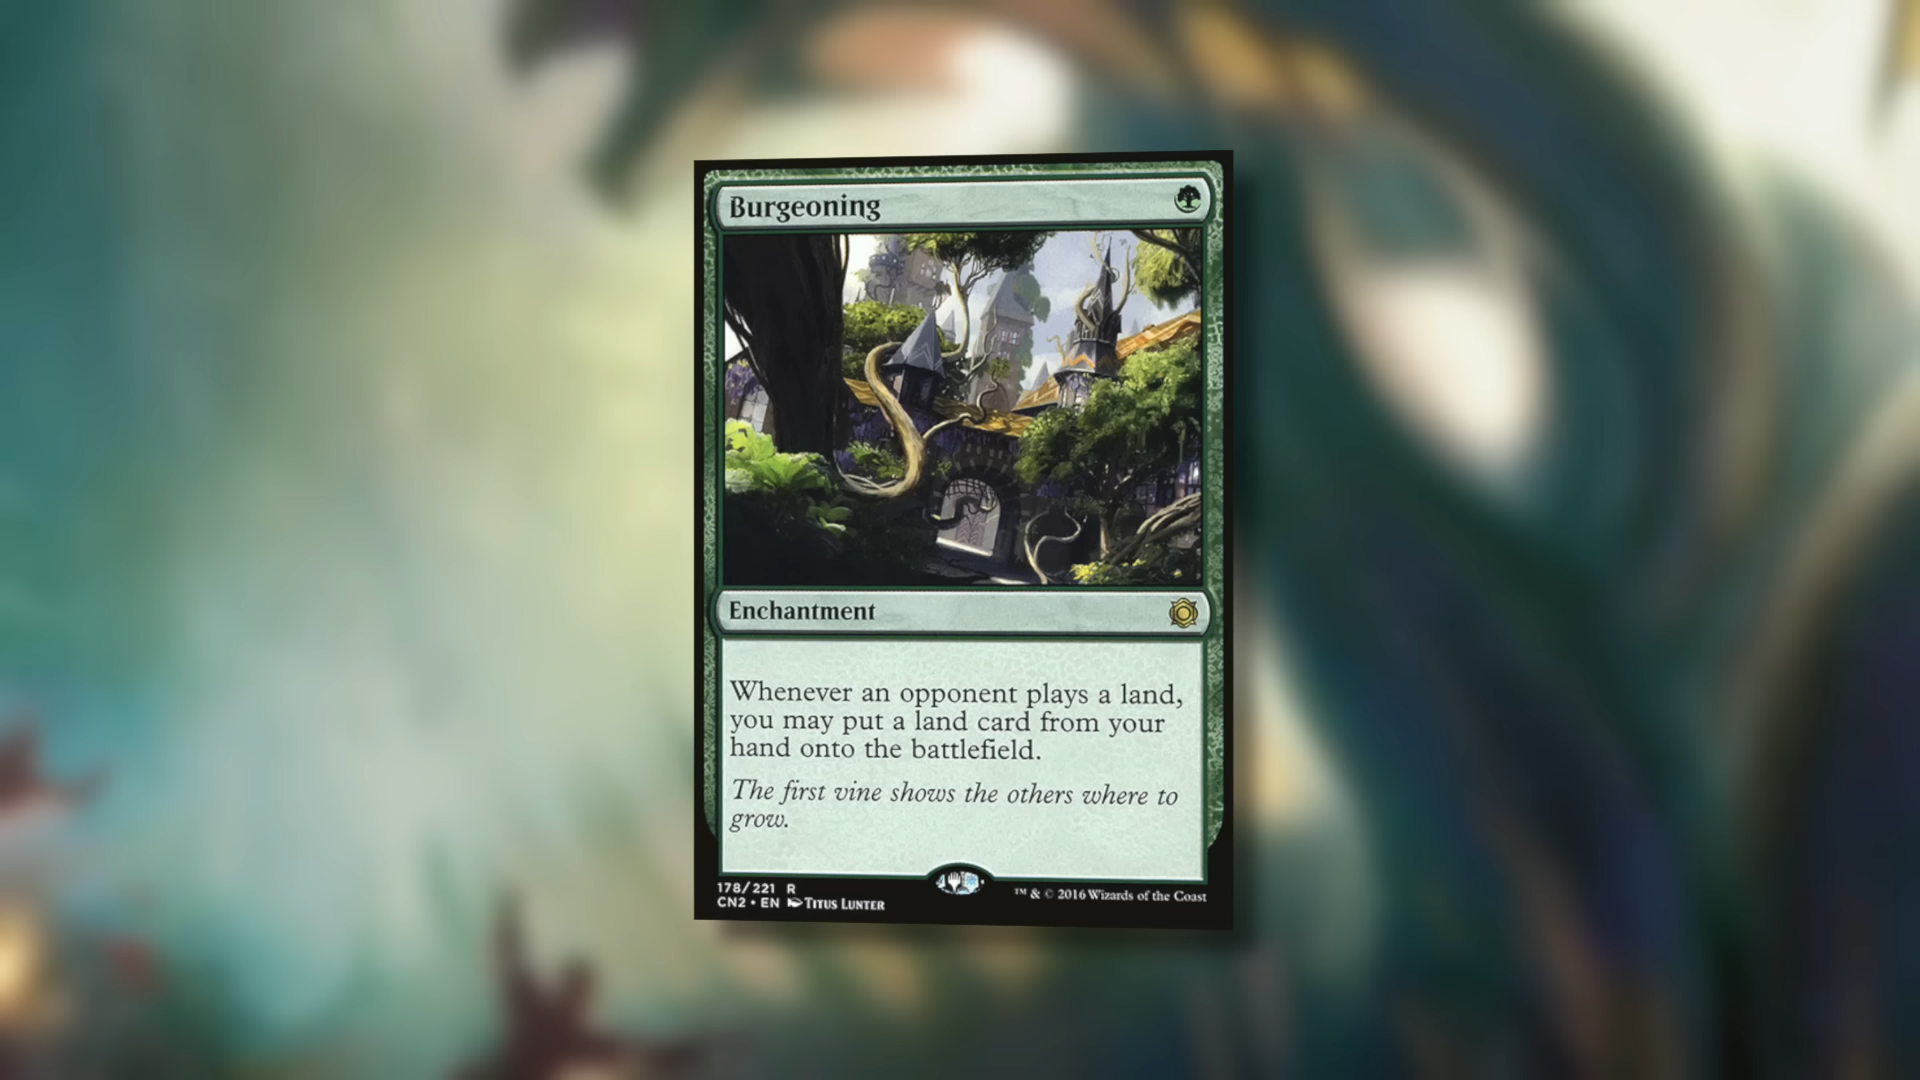 Burgeoning
Enchantment
Whenever an opponent plays a land,
you may put a land card from your
hand onto the battlefield.
The first vine shows the others where to
grow.
178/221 R
CN2 • EN TITUS LUNTER
™ & © 2016 Wizards of the Coast